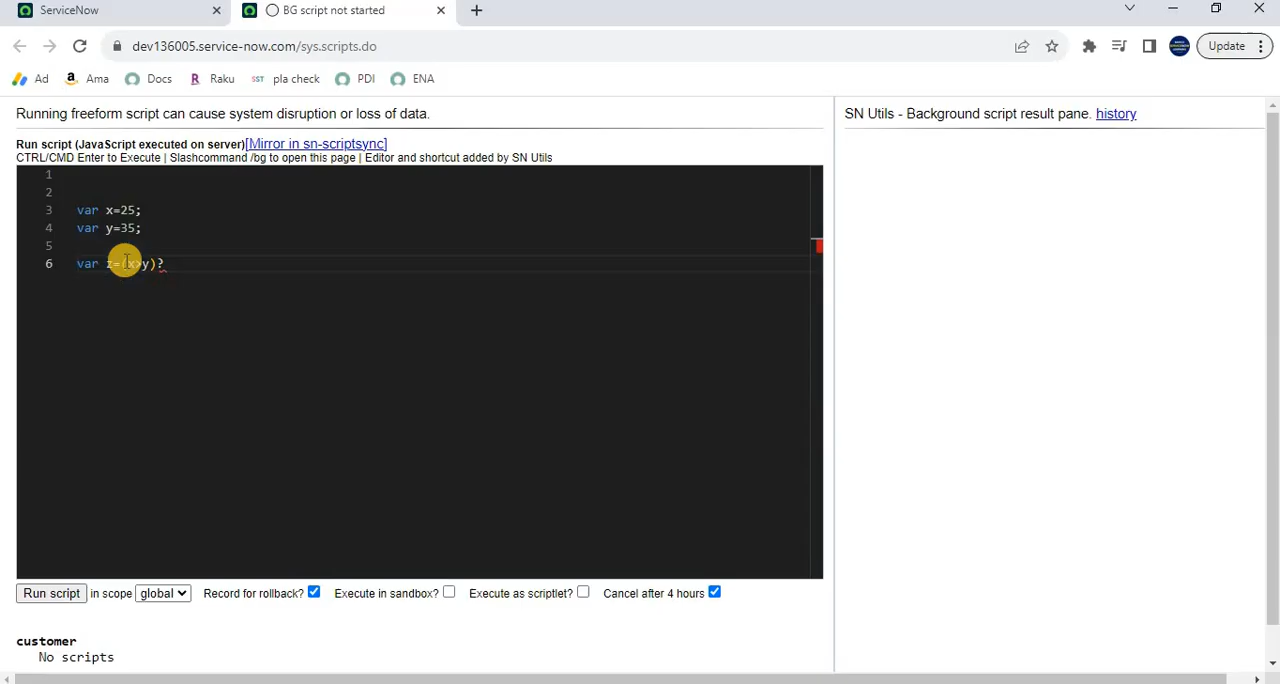 ServiceNow
BG script not started
dev136005.service-now.com/sys.scripts.do
Update
Ad
Ama
Docs
Raku
SST
pla check
PDI
ENA
Running freeform script can cause system disruption or loss of data.
Run script (JavaScript executed on server)[Mirror in sn-scriptsync]
CTRL/CMD Enter to Execute | Slashcommand /bg to open this page | Editor and shortcut added by SN Utils
1
2
3 var x=25;
4 var y=35;
5
6 var z=(x>y)?
Run script in scope global Record for rollback? Execute in sandbox? Execute as scriptlet? Cancel after 4 hours
customer
No scripts
SN Utils - Background script result pane. history